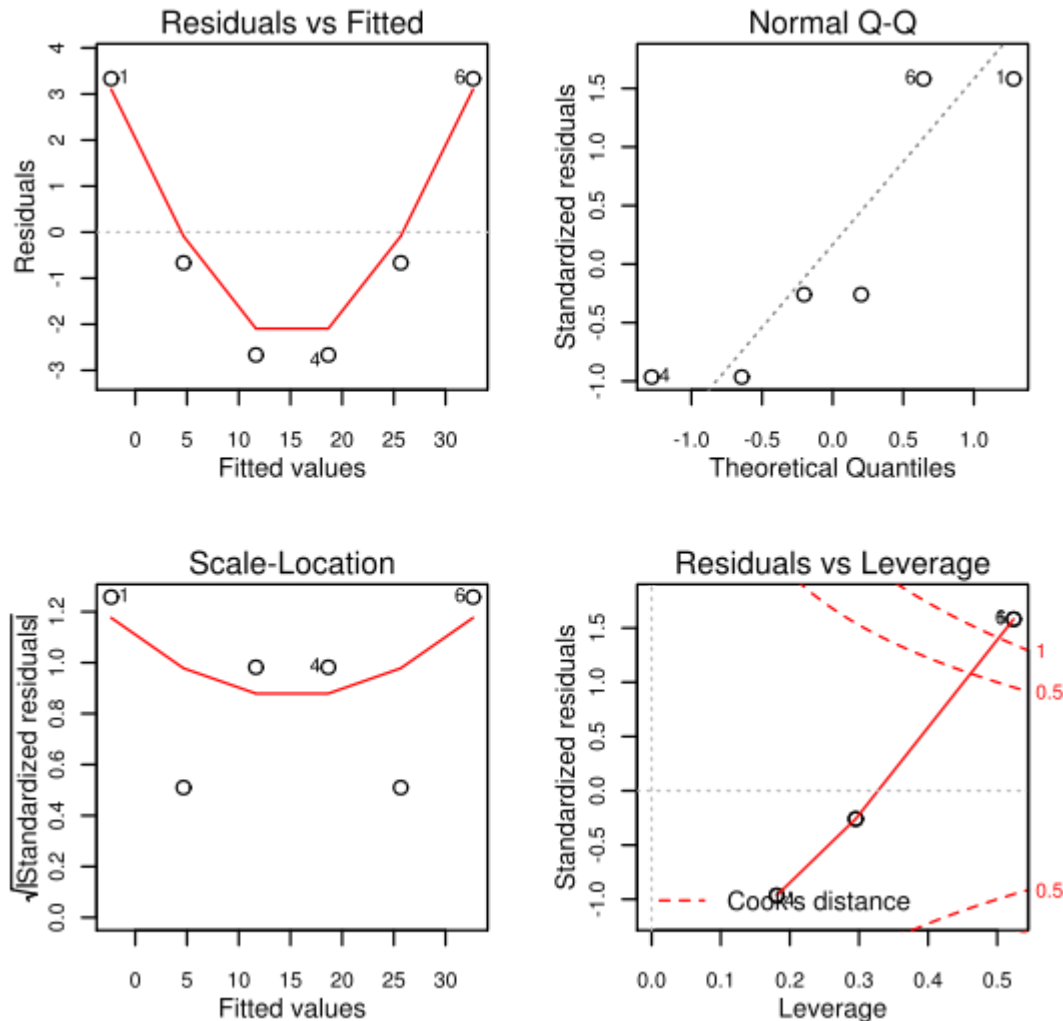 Residuals vs Fitted
Residuals
4
3
2
1
0
-1
-2
-3
1
6
4
0 5 10 15 20 25 30
Fitted values
Normal Q-Q
Standardized residuals
1.5
0.5
0.0
-0.5
-1.0
6
1
4
-1.0 -0.5 0.0 0.5 1.0
Theoretical Quantiles
Scale-Location
√|Standardized residuals|
1.2
1.0
0.8
0.6
0.4
0.2
0.0
1
6
4
0 5 10 15 20 25 30
Fitted values
Residuals vs Leverage
Standardized residuals
1.5
1.0
0.5
0.0
-0.5
-1.0
1
0.5
0.5
4
Cook's distance
0.0 0.1 0.2 0.3 0.4 0.5
Leverage